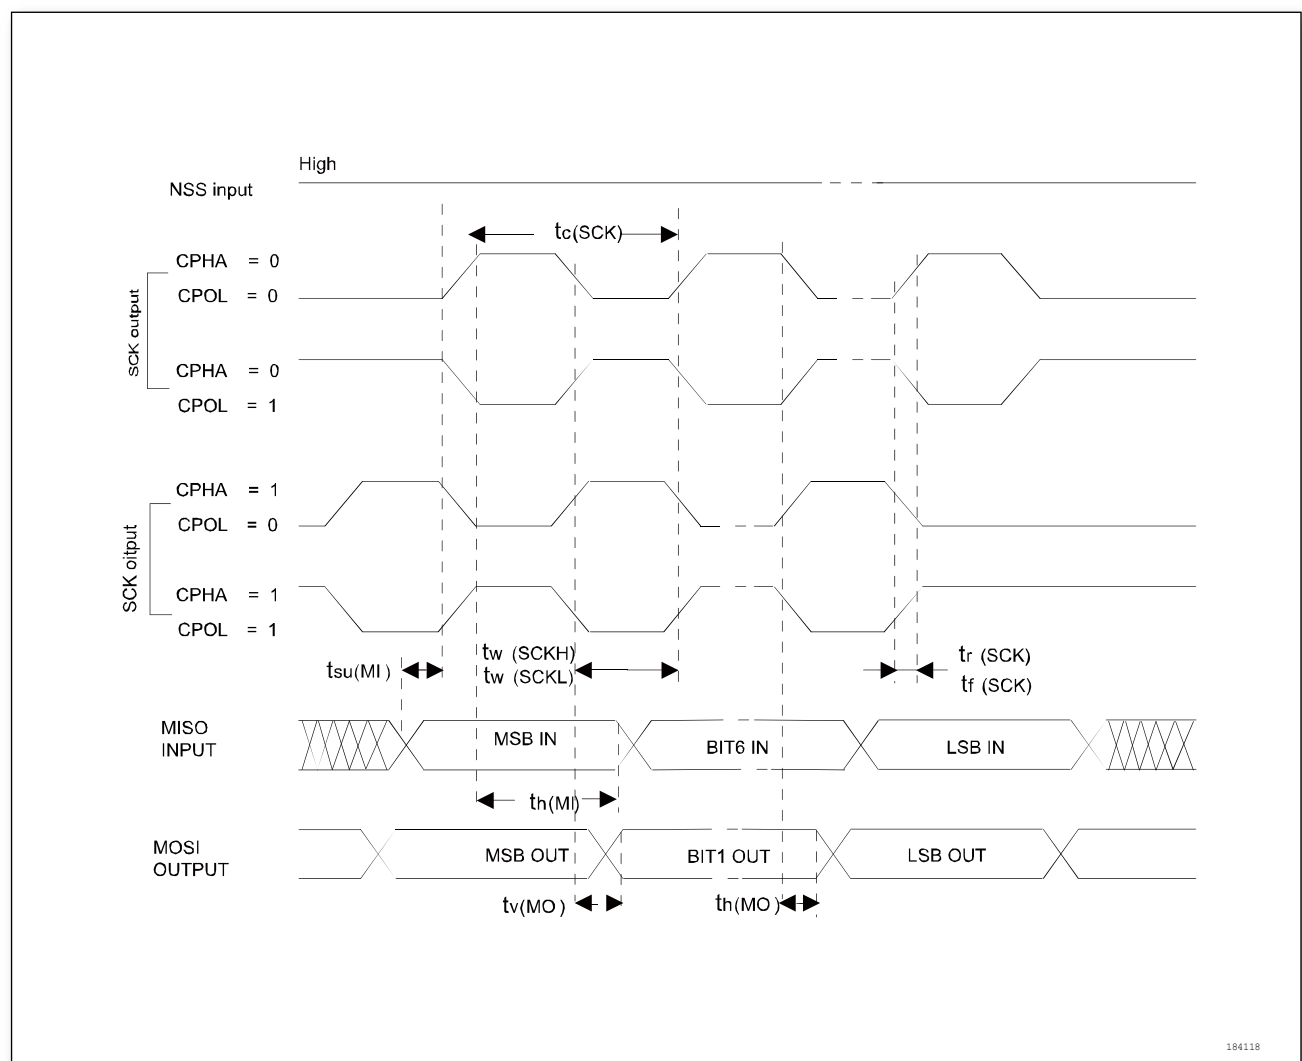 High
NSS input
tc(SCK)
CPHA = 0
CPOL = 0
SCK output
CPHA = 0
CPOL = 1
CPHA = 1
CPOL = 0
SCK oitput
CPHA = 1
CPOL = 1
tsu(MI)
tw (SCKH)
tw (SCKL)
tr (SCK)
tf (SCK)
MISO
INPUT
MSB IN
BIT6 IN
LSB IN
th(MI)
MOSI
OUTPUT
MSB OUT
BIT1 OUT
LSB OUT
tv(MO)
th(MO)
184118